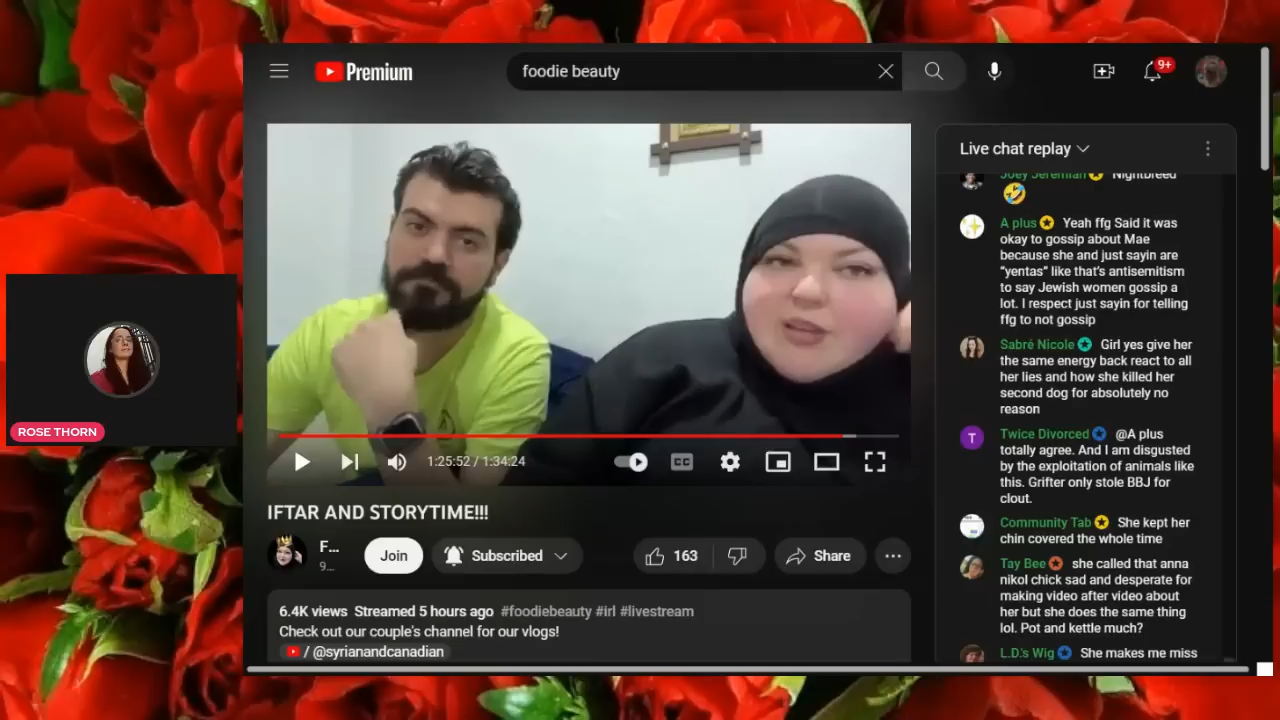 Premium
foodie beauty
9+
Live chat replay
Joey Jeremiah Nightbreed
🤣
A plus Yeah ffg Said it was
okay to gossip about Mae
because she and just sayin are
“yentas” like that’s antisemitism
to say Jewish women gossip a
lot. I respect just sayin for telling
ffg to not gossip
Sabré Nicole Girl yes give her
the same energy back react to all
her lies and how she killed her
second dog for absolutely no
reason
T
Twice Divorced @A plus
totally agree. And I am disgusted
by the exploitation of animals like
this. Grifter only stole BBJ for
clout.
Community Tab She kept her
chin covered the whole time
Tay Bee she called that anna
nikol chick sad and desperate for
making video after video about
her but she does the same thing
lol. Pot and kettle much?
L.D.'s Wig She makes me miss
ROSE THORN
1:25:52 / 1:34:24
CC
IFTAR AND STORYTIME!!!
F...
9...
Join
Subscribed
163
Share
6.4K views Streamed 5 hours ago #foodiebeauty #irl #livestream
Check out our couple's channel for our vlogs!
/ @syrianandcanadian